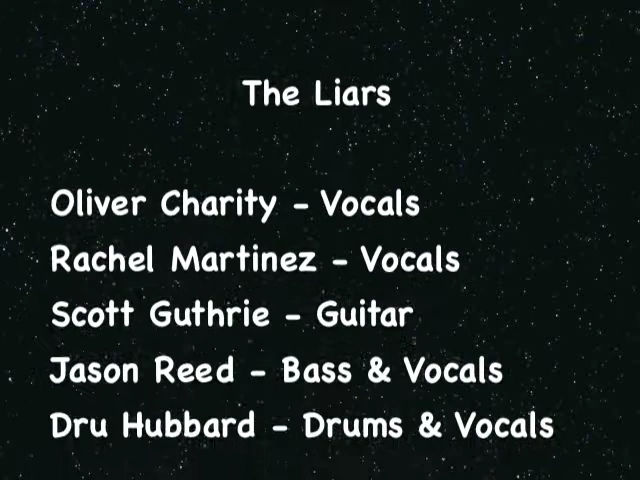 The Liars
Oliver Charity - Vocals
Rachel Martinez - Vocals
Scott Guthrie - Guitar
Jason Reed - Bass & Vocals
Dru Hubbard - Drums & Vocals